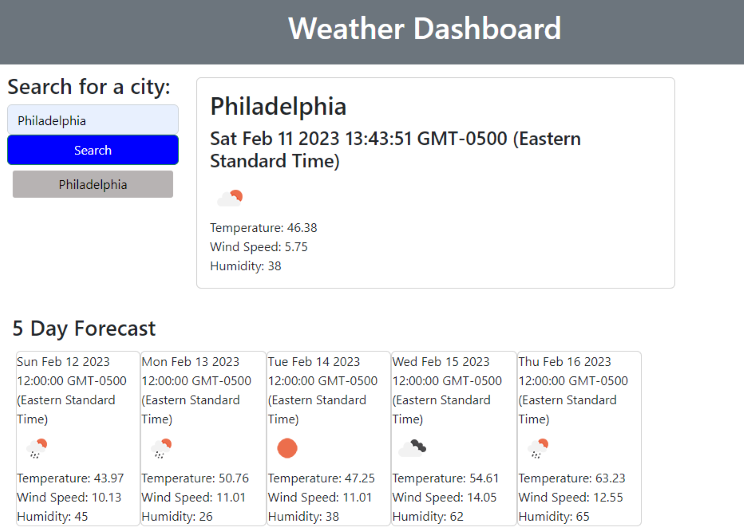 Weather Dashboard
Search for a city:
Philadelphia
Search
Philadelphia
Philadelphia
Sat Feb 11 2023 13:43:51 GMT-0500 (Eastern
Standard Time)
Temperature: 46.38
Wind Speed: 5.75
Humidity: 38
5 Day Forecast
Sun Feb 12 2023
12:00:00 GMT-0500
(Eastern Standard
Time)
Temperature: 43.97
Wind Speed: 10.13
Humidity: 45
Mon Feb 13 2023
12:00:00 GMT-0500
(Eastern Standard
Time)
Temperature: 50.76
Wind Speed: 11.01
Humidity: 26
Tue Feb 14 2023
12:00:00 GMT-0500
(Eastern Standard
Time)
Temperature: 47.25
Wind Speed: 11.01
Humidity: 38
Wed Feb 15 2023
12:00:00 GMT-0500
(Eastern Standard
Time)
Temperature: 54.61
Wind Speed: 14.05
Humidity: 62
Thu Feb 16 2023
12:00:00 GMT-0500
(Eastern Standard
Time)
Temperature: 63.23
Wind Speed: 12.55
Humidity: 65